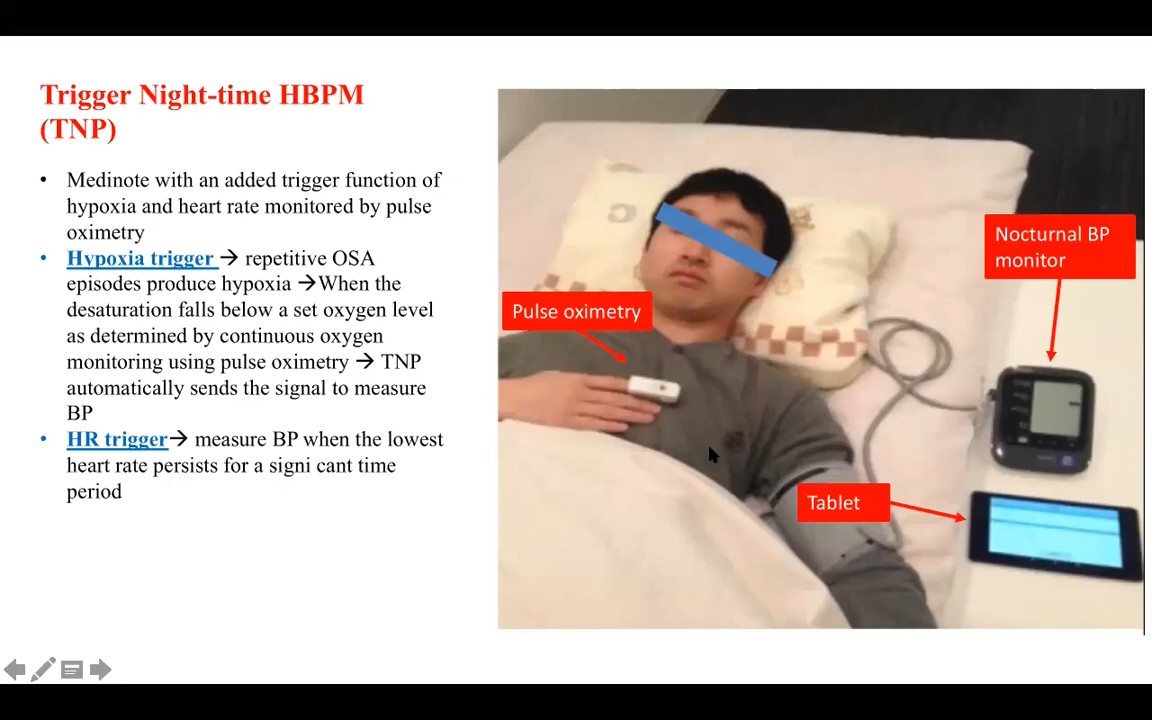 Trigger Night-time HBPM
(TNP)
• Medinote with an added trigger function of
hypoxia and heart rate monitored by pulse
oximetry
• Hypoxia trigger → repetitive OSA
episodes produce hypoxia →When the
desaturation falls below a set oxygen level
as determined by continuous oxygen
monitoring using pulse oximetry → TNP
automatically sends the signal to measure
BP
• HR trigger→ measure BP when the lowest
heart rate persists for a signi cant time
period
Pulse oximetry
Nocturnal BP
monitor
Tablet